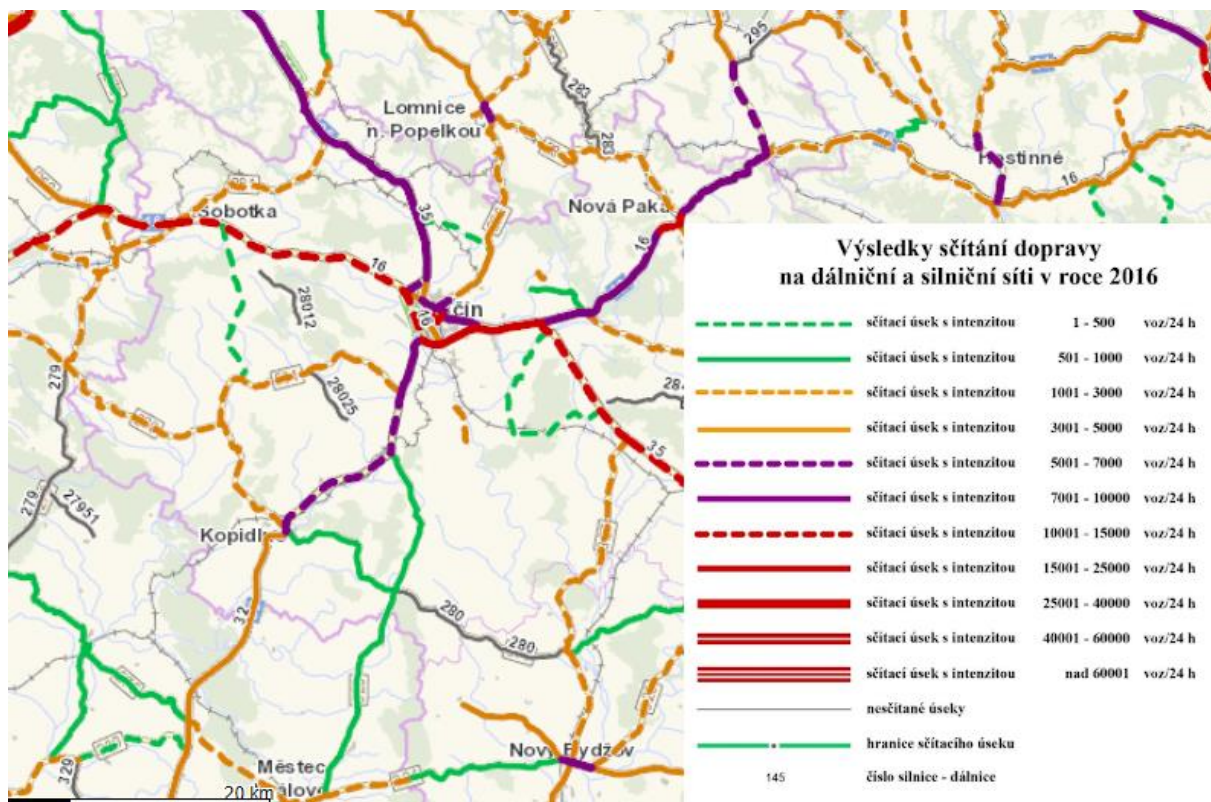 295
283
Lomnice
n. Popelkou
283
Hostinné
16
Sobotka
35
Nová Paka
16
16
28012
16
279
28025
35
279
27951
Kopidlno
32
280
280
Nový Bydžov
329
Městec
20 km
Výsledky sčítání dopravy
na dálniční a silniční síti v roce 2016
sčítací úsek s intenzitou 1 - 500 voz/24 h
sčítací úsek s intenzitou 501 - 1000 voz/24 h
sčítací úsek s intenzitou 1001 - 3000 voz/24 h
sčítací úsek s intenzitou 3001 - 5000 voz/24 h
sčítací úsek s intenzitou 5001 - 7000 voz/24 h
sčítací úsek s intenzitou 7001 - 10000 voz/24 h
sčítací úsek s intenzitou 10001 - 15000 voz/24 h
sčítací úsek s intenzitou 15001 - 25000 voz/24 h
sčítací úsek s intenzitou 25001 - 40000 voz/24 h
sčítací úsek s intenzitou 40001 - 60000 voz/24 h
sčítací úsek s intenzitou nad 60001 voz/24 h
nesčítané úseky
hranice sčítacího úseku
145 číslo silnice - dálnice